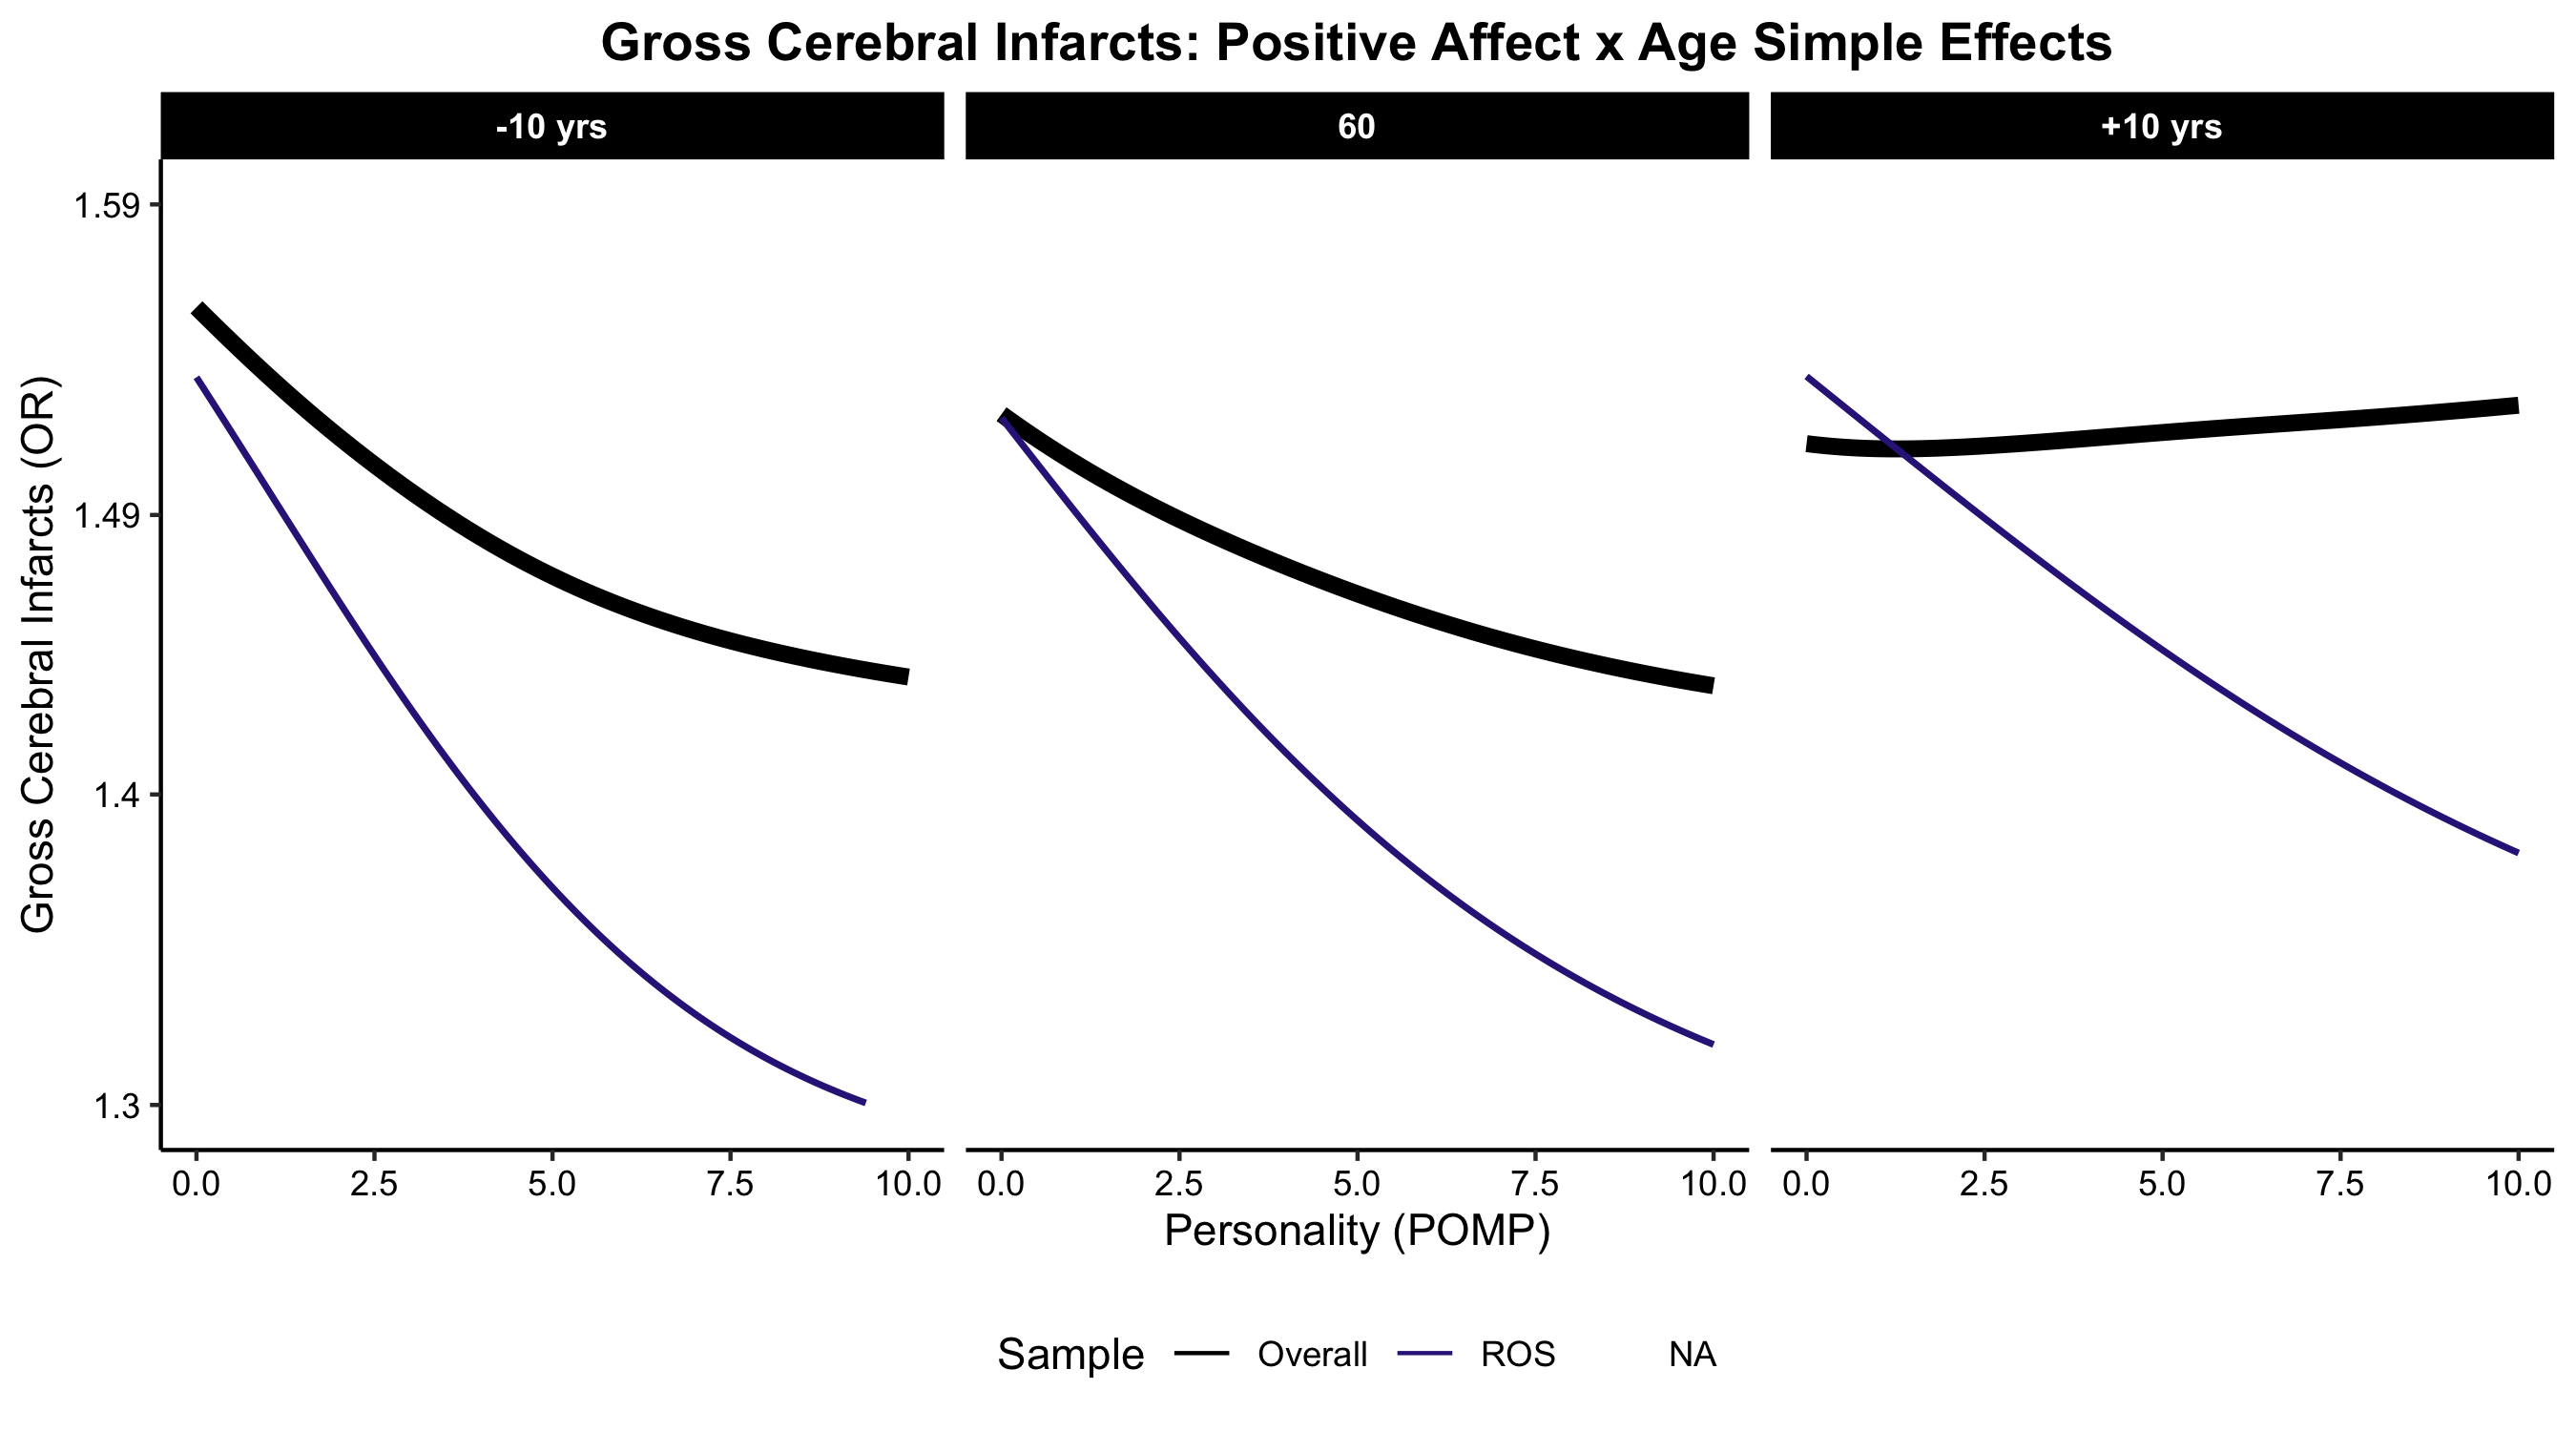 Gross Cerebral Infarcts: Positive Affect x Age Simple Effects
-10 yrs
60
+10 yrs
Gross Cerebral Infarcts (OR)
1.59
1.49
1.4
1.3
0.0 2.5 5.0 7.5 10.0
0.0 2.5 5.0 7.5 10.0
0.0 2.5 5.0 7.5 10.0
Personality (POMP)
Sample Overall ROS NA